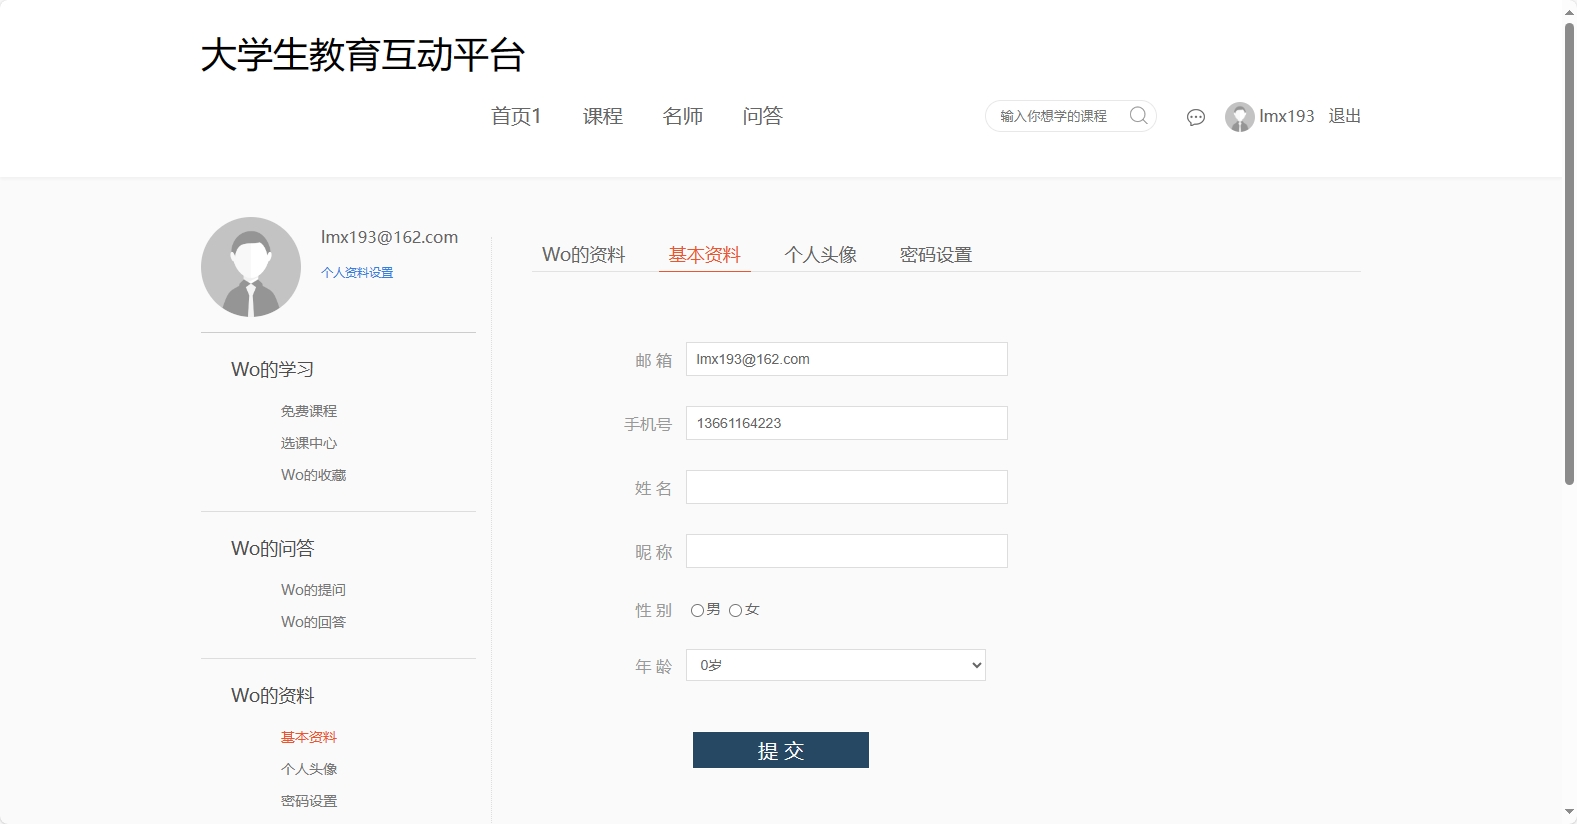 大学生教育互动平台
首页1 课程 名师 问答 输入你想学的课程 lmx193 退出
lmx193@162.com
个人资料设置
Wo的学习
免费课程
选课中心
Wo的收藏
Wo的问答
Wo的提问
Wo的回答
Wo的资料
基本资料
个人头像
密码设置
Wo的资料 基本资料 个人头像 密码设置
邮 箱 lmx193@162.com
手机号 13661164223
姓 名
昵 称
性 别 男 女
年 龄 0岁
提 交